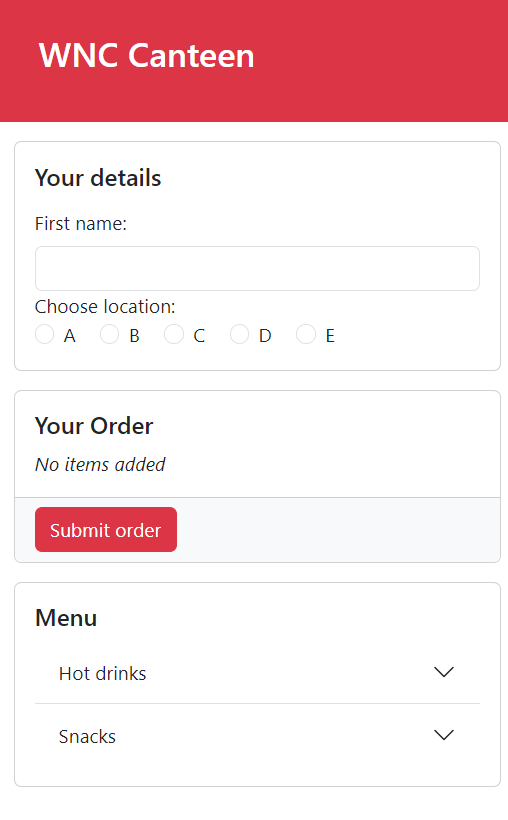 WNC Canteen
Your details
First name:
Choose location:
A B C D E
Your Order
No items added
Submit order
Menu
Hot drinks
Snacks